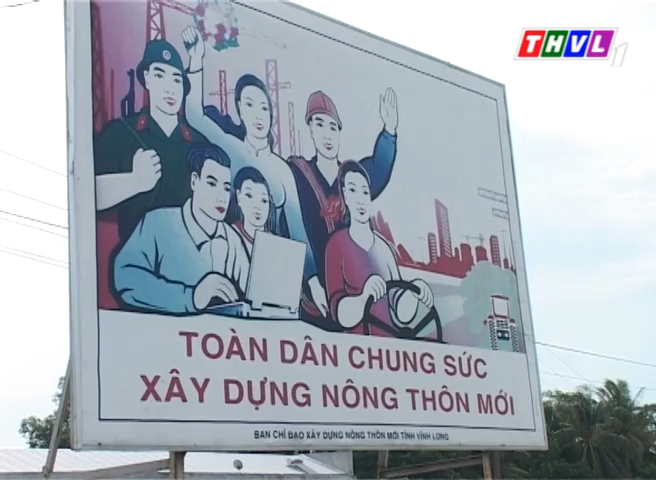 THVL1
TOÀN DÂN CHUNG SỨC
XÂY DỰNG NÔNG THÔN MỚI
BAN CHỈ ĐẠO XÂY DỰNG NÔNG THÔN MỚI TỈNH VĨNH LONG